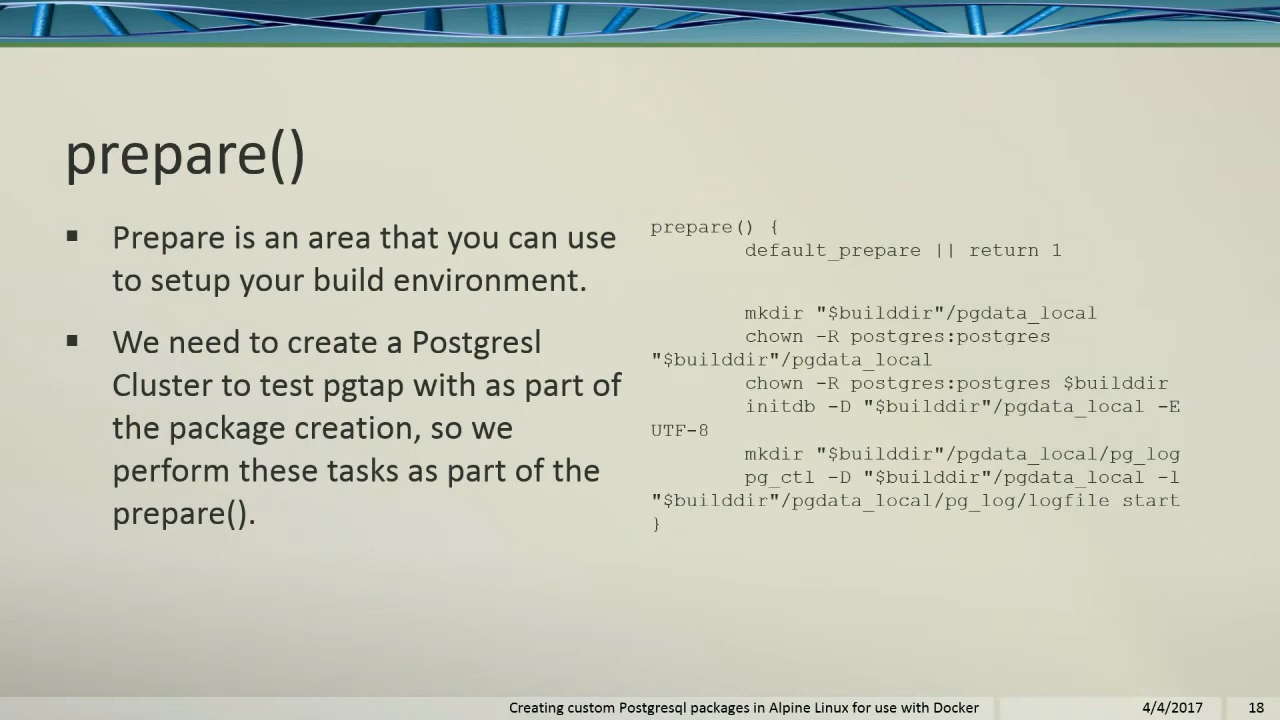 prepare()
▪ Prepare is an area that you can use
to setup your build environment.
▪ We need to create a Postgresl
Cluster to test pgtap with as part of
the package creation, so we
perform these tasks as part of the
prepare().
prepare() {
default_prepare || return 1
mkdir "$builddir"/pgdata_local
chown -R postgres:postgres
"$builddir"/pgdata_local
chown -R postgres:postgres $builddir
initdb -D "$builddir"/pgdata_local -E
UTF-8
mkdir "$builddir"/pgdata_local/pg_log
pg_ctl -D "$builddir"/pgdata_local -l
"$builddir"/pgdata_local/pg_log/logfile start
}
Creating custom Postgresql packages in Alpine Linux for use with Docker
4/4/2017
18